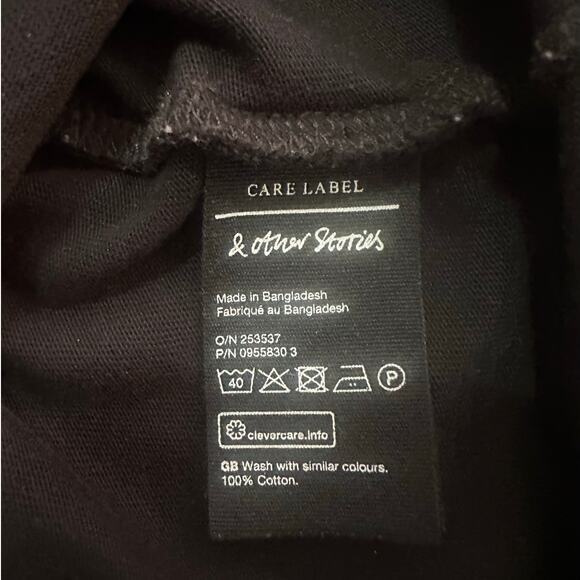 CARE LABEL
& other Stories
Made in Bangladesh
Fabriqué au Bangladesh
O/N 253537
P/N 0955830 3
40 P
clevercare.info
GB Wash with similar colours.
100% Cotton.